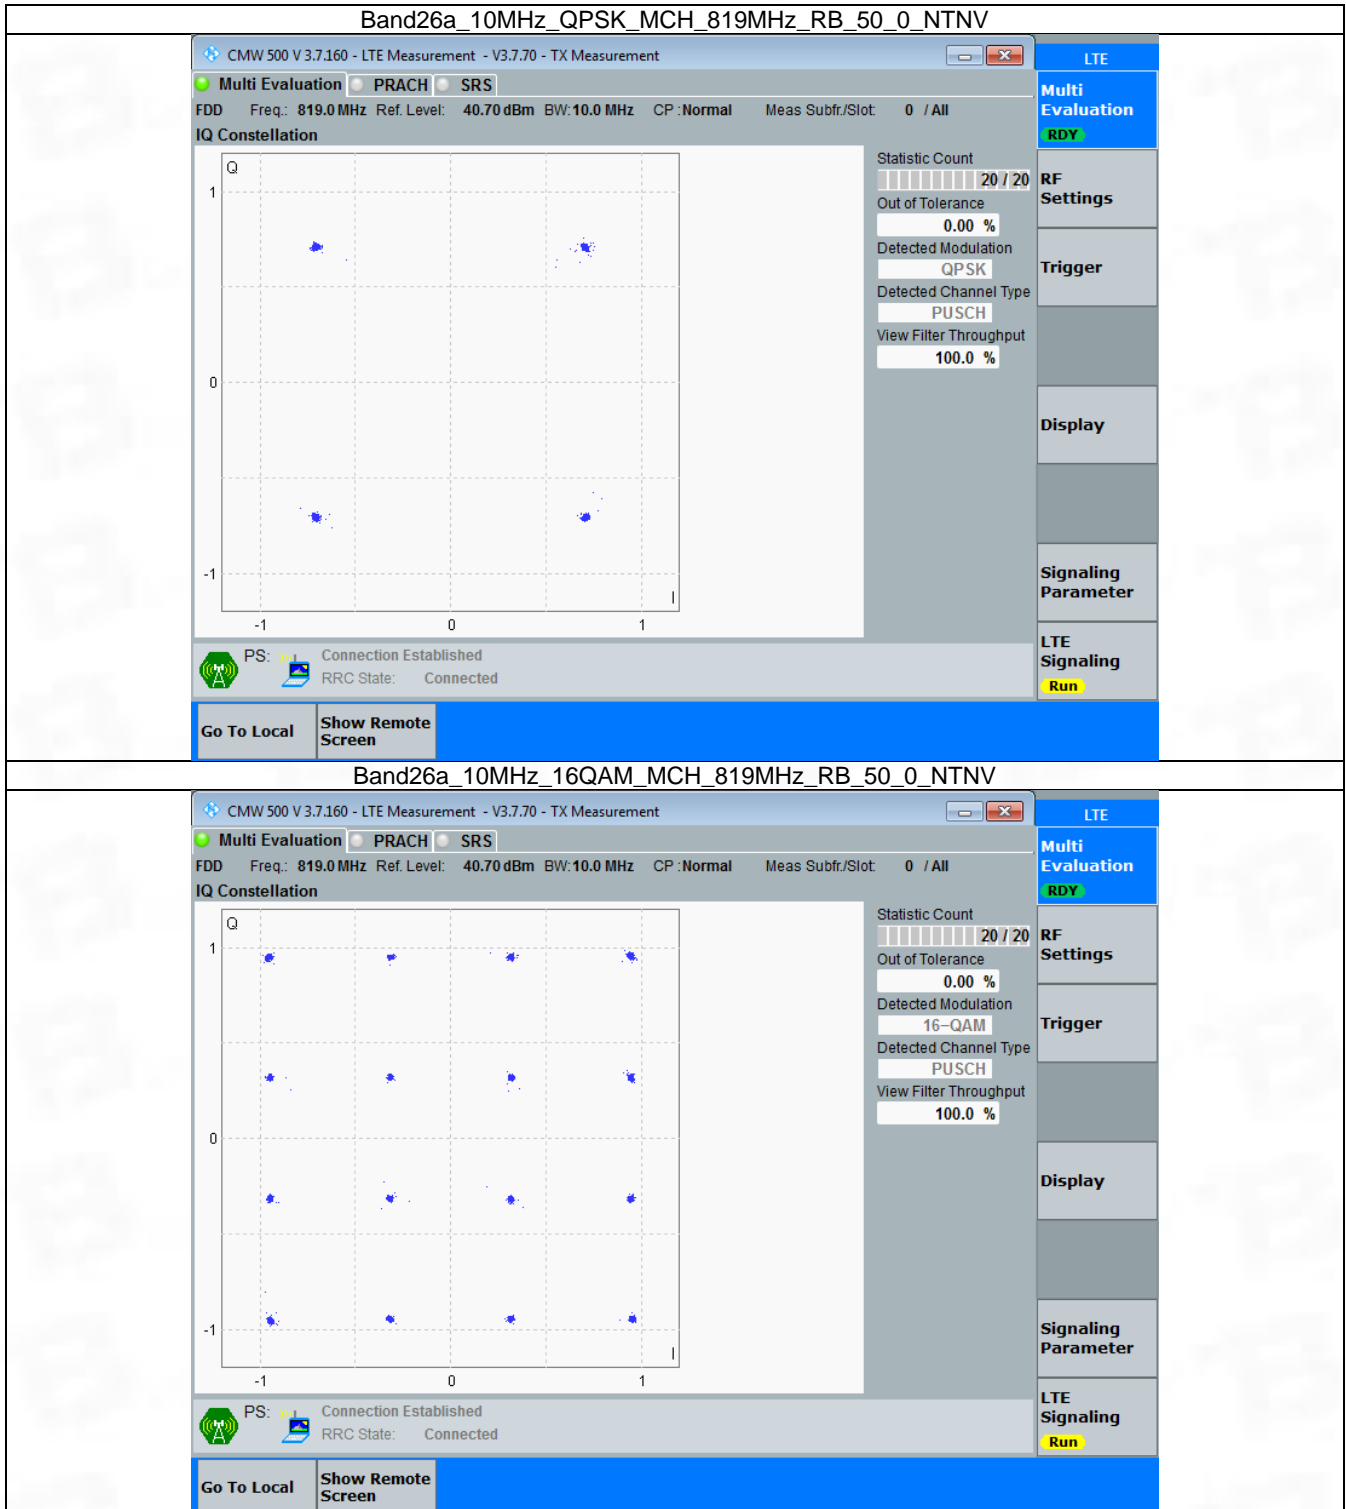 Band26a_10MHz_QPSK_MCH_819MHz_RB_50_0_NTNV
CMW 500 V 3.7.160 - LTE Measurement - V3.7.70 - TX Measurement
LTE
Multi Evaluation PRACH SRS
Multi
Evaluation
RDY
FDD Freq.: 819.0 MHz Ref. Level: 40.70 dBm BW: 10.0 MHz CP : Normal Meas Subfr./Slot: 0 / All
IQ Constellation
Q
1
0
-1
I
-1 0 1
Statistic Count
20 / 20
Out of Tolerance
0.00 %
Detected Modulation
QPSK
Detected Channel Type
PUSCH
View Filter Throughput
100.0 %
RF
Settings
Trigger
Display
Signaling
Parameter
LTE
Signaling
Run
PS: Connection Established
RRC State: Connected
Go To Local
Show Remote
Screen
Band26a_10MHz_16QAM_MCH_819MHz_RB_50_0_NTNV
CMW 500 V 3.7.160 - LTE Measurement - V3.7.70 - TX Measurement
LTE
Multi Evaluation PRACH SRS
Multi
Evaluation
RDY
FDD Freq.: 819.0 MHz Ref. Level: 40.70 dBm BW: 10.0 MHz CP : Normal Meas Subfr./Slot: 0 / All
IQ Constellation
Q
1
0
-1
I
-1 0 1
Statistic Count
20 / 20
Out of Tolerance
0.00 %
Detected Modulation
16-QAM
Detected Channel Type
PUSCH
View Filter Throughput
100.0 %
RF
Settings
Trigger
Display
Signaling
Parameter
LTE
Signaling
Run
PS: Connection Established
RRC State: Connected
Go To Local
Show Remote
Screen